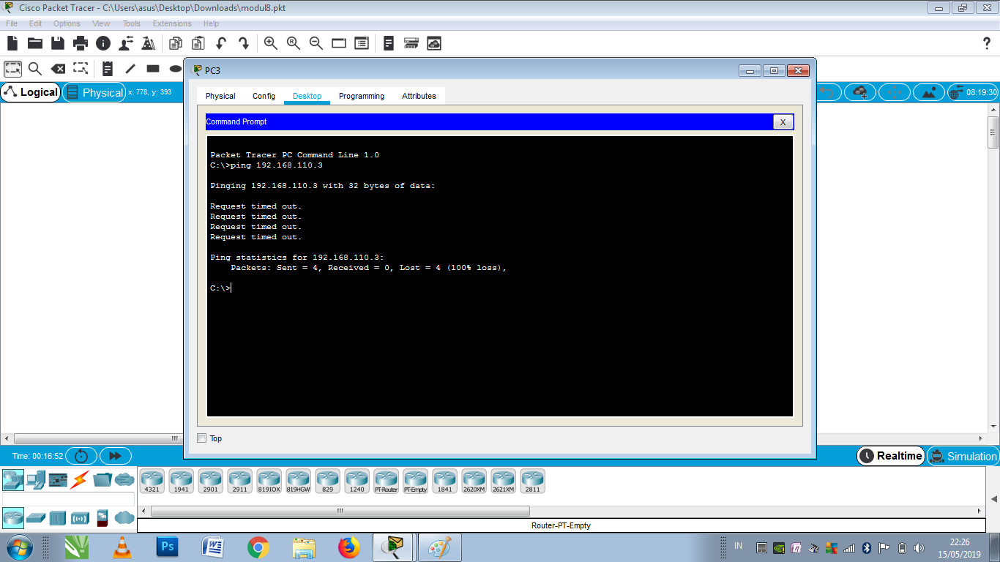 Cisco Packet Tracer - C:\Users\asus\Desktop\Downloads\modul8.pkt
File Edit Options View Tools Extensions Help
PC3
Logical Physical x: 778, y: 393 08:19:30
Physical Config Desktop Programming Attributes
Command Prompt X
Packet Tracer PC Command Line 1.0
C:\>ping 192.168.110.3
Pinging 192.168.110.3 with 32 bytes of data:
Request timed out.
Request timed out.
Request timed out.
Request timed out.
Ping statistics for 192.168.110.3:
Packets: Sent = 4, Received = 0, Lost = 4 (100% loss),
C:\>
Top
Time: 00:16:52 Realtime Simulation
4321 1941 2901 2911 819IOX 819HGW 829 1240 PT-Router PT-Empty 1841 2620XM 2621XM 2811
Router-PT-Empty
Ps W IN 22:26
15/05/2019